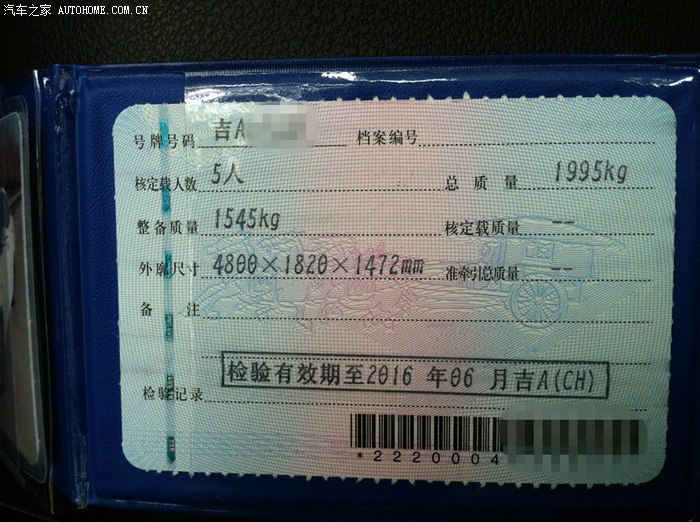 汽车之家 AUTOHOME.COM.CN
号牌号码 吉A 档案编号
核定载人数 5人 总质量 1995kg
整备质量 1545kg 核定载质量 --
外廓尺寸 4800×1820×1472mm 准牵引总质量 --
备注
检验有效期至2016 年06 月吉A(CH)
检验记录
*2220004